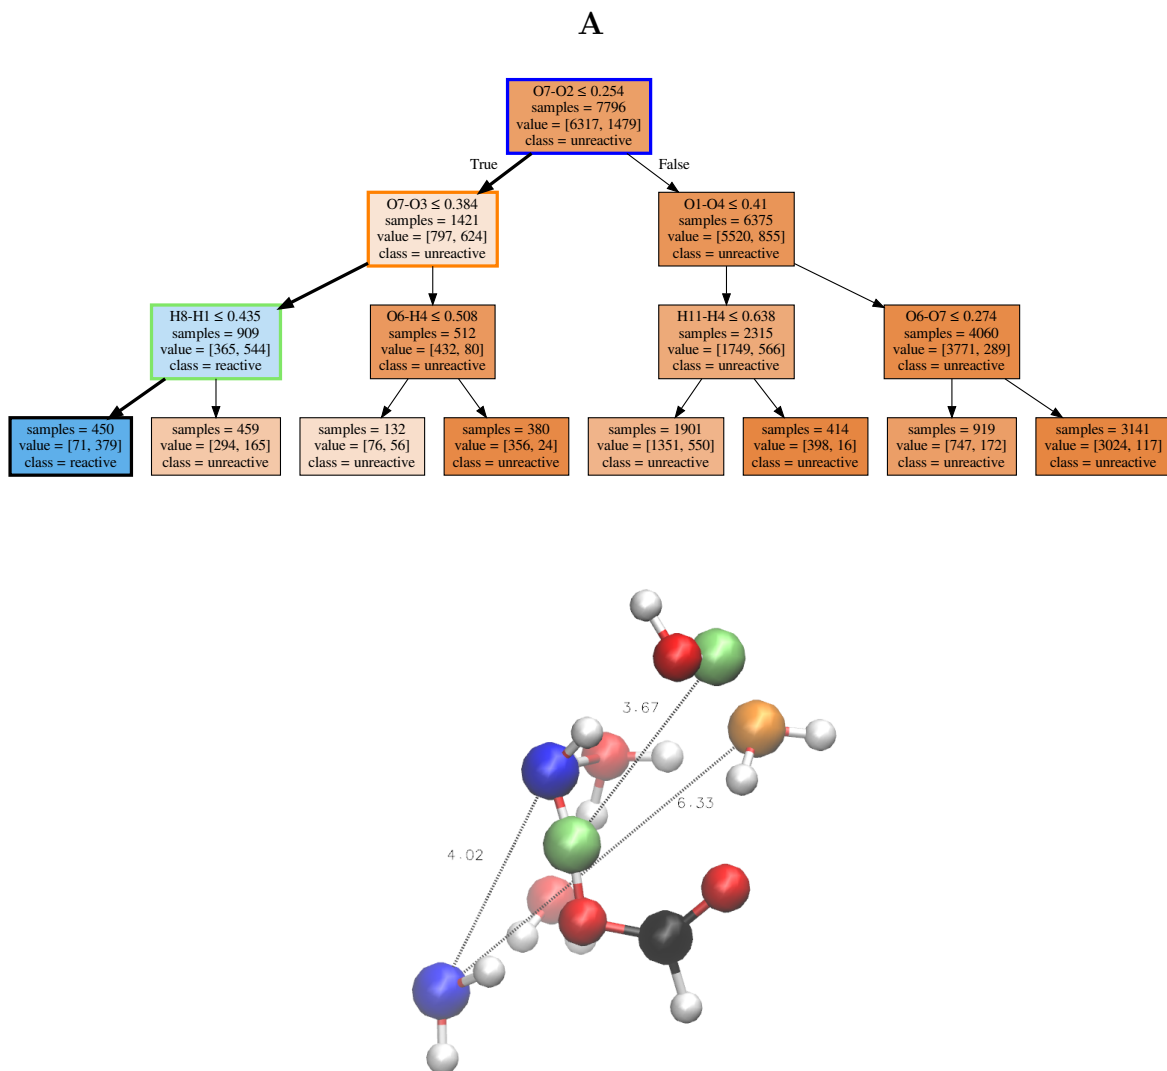 A
O7-O2 ≤ 0.254
samples = 7796
value = [6317, 1479]
class = unreactive
True
False
O7-O3 ≤ 0.384
samples = 1421
value = [797, 624]
class = unreactive
O1-O4 ≤ 0.41
samples = 6375
value = [5520, 855]
class = unreactive
H8-H1 ≤ 0.435
samples = 909
value = [365, 544]
class = reactive
O6-H4 ≤ 0.508
samples = 512
value = [432, 80]
class = unreactive
H11-H4 ≤ 0.638
samples = 2315
value = [1749, 566]
class = unreactive
O6-O7 ≤ 0.274
samples = 4060
value = [3771, 289]
class = unreactive
samples = 450
value = [71, 379]
class = reactive
samples = 459
value = [294, 165]
class = unreactive
samples = 132
value = [76, 56]
class = unreactive
samples = 380
value = [356, 24]
class = unreactive
samples = 1901
value = [1351, 550]
class = unreactive
samples = 414
value = [398, 16]
class = unreactive
samples = 919
value = [747, 172]
class = unreactive
samples = 3141
value = [3024, 117]
class = unreactive
3.67
6.33
4.02